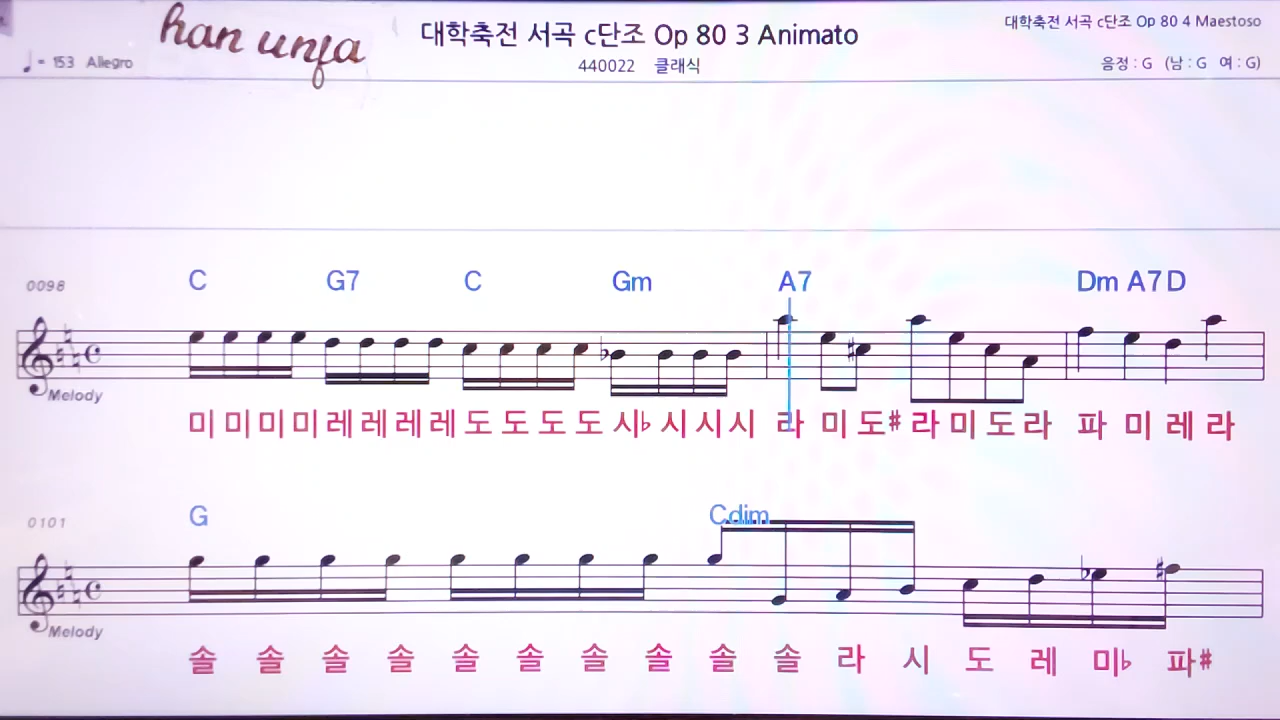 han unfa
대학축전 서곡 c단조 Op 80 3 Animato
대학축전 서곡 c단조 Op 80 4 Maestoso
♩ = 153 Allegro
440022 클래식
음정 : G (남 : G 여 : G)
0098 C G7 C Gm A7 Dm A7 D
Melody
미 미 미 미 레 레 레 레 도 도 도 도 시♭ 시 시 시 라 미 도# 라 미 도 라 파 미 레 라
0101 G Cdim
Melody
솔 솔 솔 솔 솔 솔 솔 솔 솔 솔 라 시 도 레 미♭ 파#